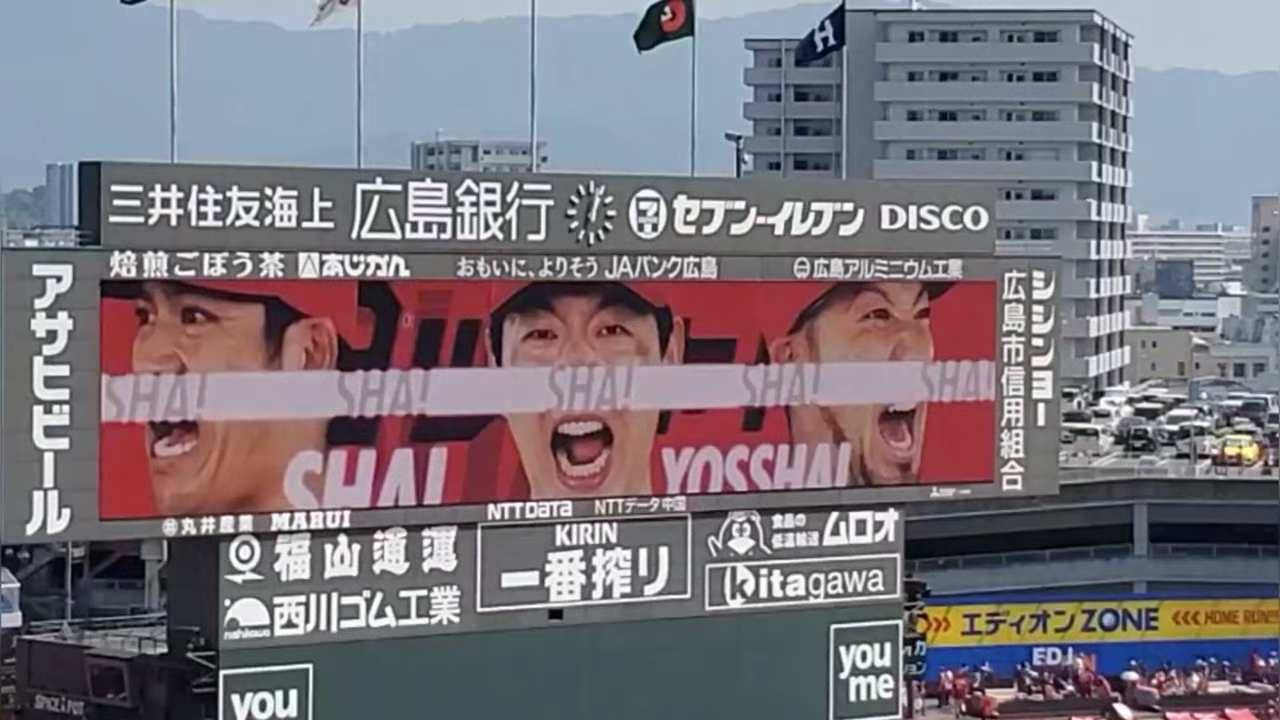 H
三井住友海上 広島銀行 セブン-イレブン DISCO
焙煎ごぼう茶 あじかん おもいに、よりそう JAバンク広島 広島アルミニウム工業
アサヒビール
SHA! SHA! SHA! SHA! SHA!
SHA! YOSSHA!
シシンヨー
広島市信用組合
丸井産業 MARUI NTT DATA NTTデータ中国
福山通運
nishikawa 西川ゴム工業
KIRIN
一番搾り
食品の
低温輸送 ムロオ
kitagawa
エディオン ZONE <<< HOME RUN
EDI
you
you
me
SPACE POT